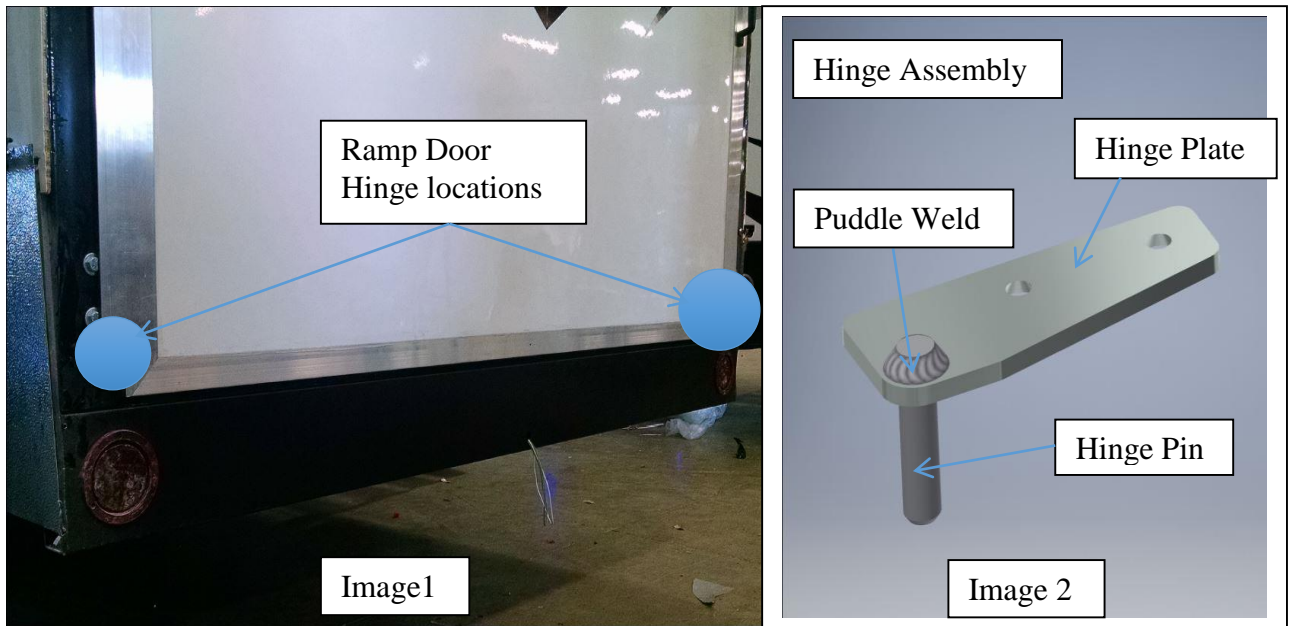 Ramp Door
Hinge locations
Image1
Hinge Assembly
Hinge Plate
Puddle Weld
Hinge Pin
Image 2